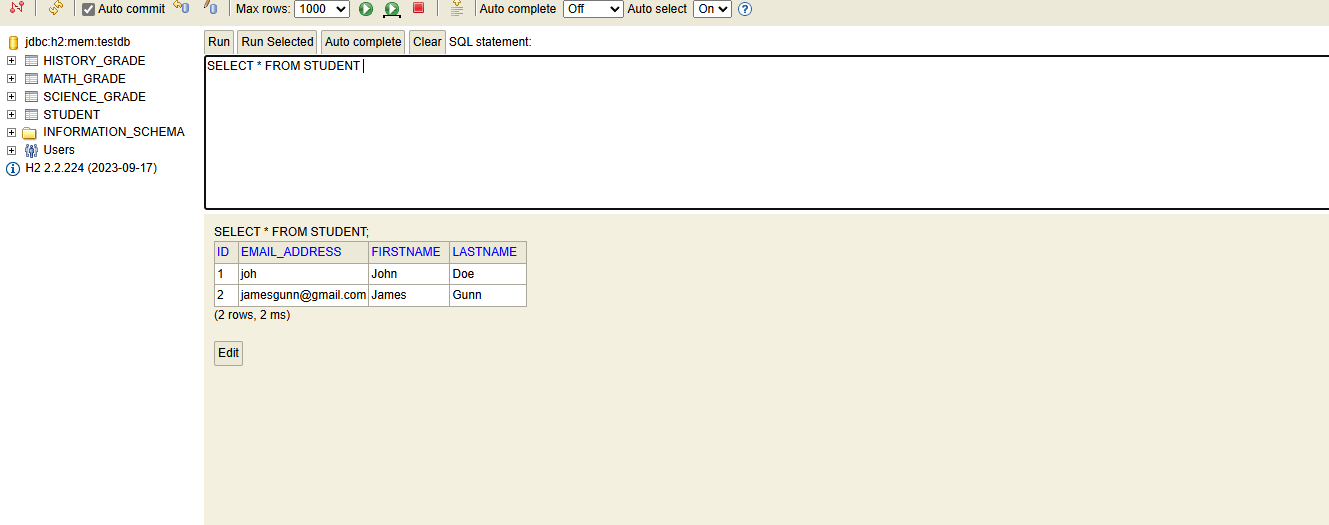 Auto commit Max rows: 1000 Auto complete Off Auto select On ?
jdbc:h2:mem:testdb
HISTORY_GRADE
MATH_GRADE
SCIENCE_GRADE
STUDENT
INFORMATION_SCHEMA
Users
H2 2.2.224 (2023-09-17)
Run Run Selected Auto complete Clear SQL statement:
SELECT * FROM STUDENT
SELECT * FROM STUDENT;
ID EMAIL_ADDRESS FIRSTNAME LASTNAME
1 joh John Doe
2 jamesgunn@gmail.com James Gunn
(2 rows, 2 ms)
Edit